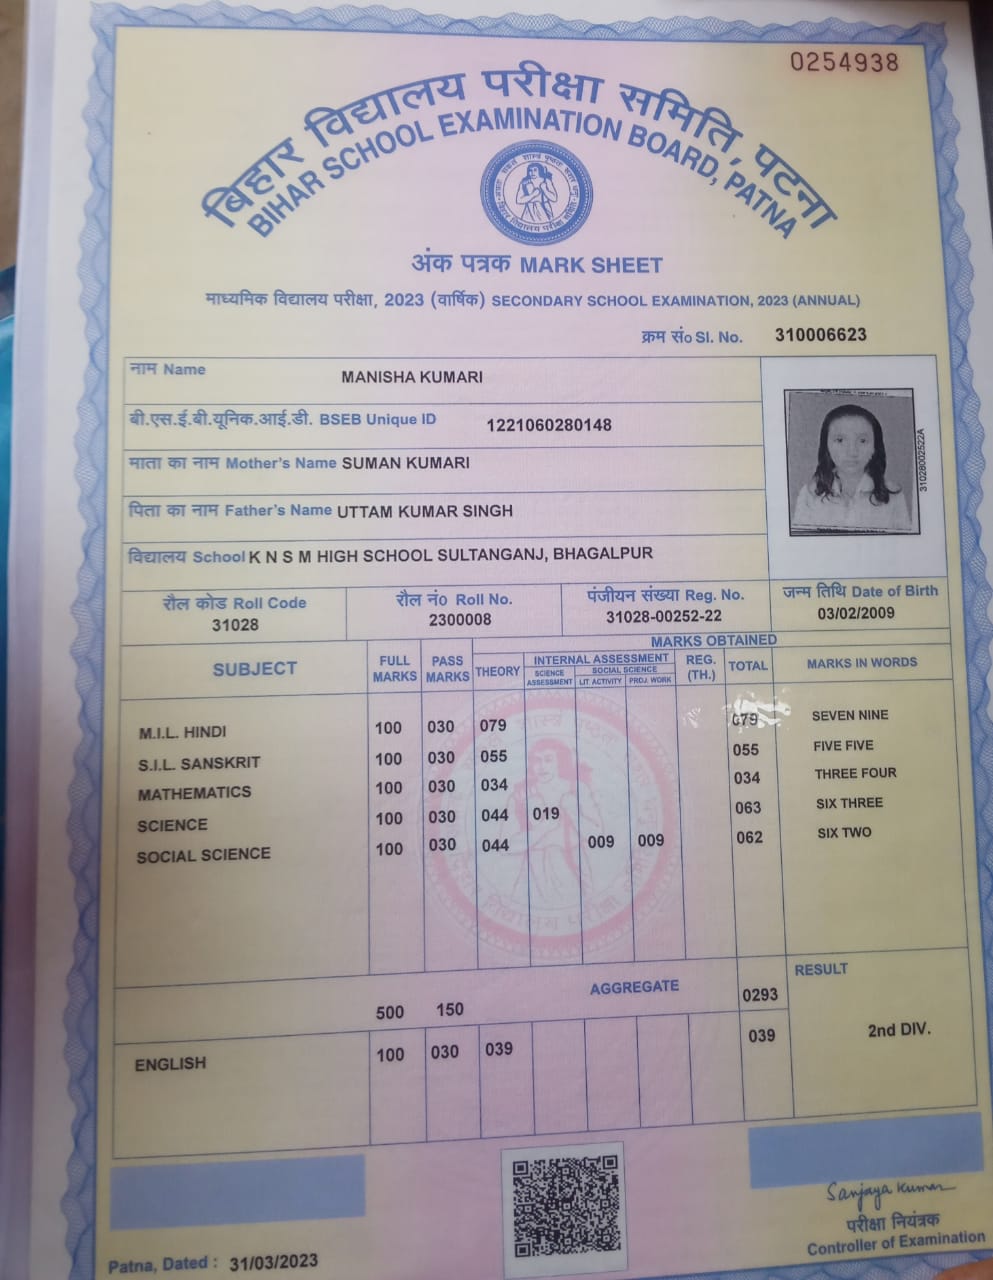 0254938
बिहार विद्यालय परीक्षा समिति, पटना
BIHAR SCHOOL EXAMINATION BOARD, PATNA
अंक पत्रक MARK SHEET
माध्यमिक विद्यालय परीक्षा, 2023 (वार्षिक) SECONDARY SCHOOL EXAMINATION, 2023 (ANNUAL)
क्रम सं० Sl. No. 310006623
नाम Name MANISHA KUMARI
बी.एस.ई.बी.यूनिक.आई.डी. BSEB Unique ID 1221060280148
माता का नाम Mother's Name SUMAN KUMARI
पिता का नाम Father's Name UTTAM KUMAR SINGH
विद्यालय School K N S M HIGH SCHOOL SULTANGANJ, BHAGALPUR
31028002522A
रौल कोड Roll Code रौल नं० Roll No. पंजीयन संख्या Reg. No. जन्म तिथि Date of Birth
31028 2300008 31028-00252-22 03/02/2009
MARKS OBTAINED
SUBJECT FULL MARKS PASS MARKS THEORY INTERNAL ASSESSMENT REG. (TH.) TOTAL MARKS IN WORDS
SCIENCE ASSESSMENT SOCIAL SCIENCE LIT ACTIVITY PROJ. WORK
M.I.L. HINDI 100 030 079 079 SEVEN NINE
S.I.L. SANSKRIT 100 030 055 055 FIVE FIVE
MATHEMATICS 100 030 034 034 THREE FOUR
SCIENCE 100 030 044 019 063 SIX THREE
SOCIAL SCIENCE 100 030 044 009 009 062 SIX TWO
500 150 AGGREGATE 0293 RESULT
2nd DIV.
ENGLISH 100 030 039 039
Sanjaya Kumar
परीक्षा नियंत्रक
Controller of Examination
Patna, Dated : 31/03/2023